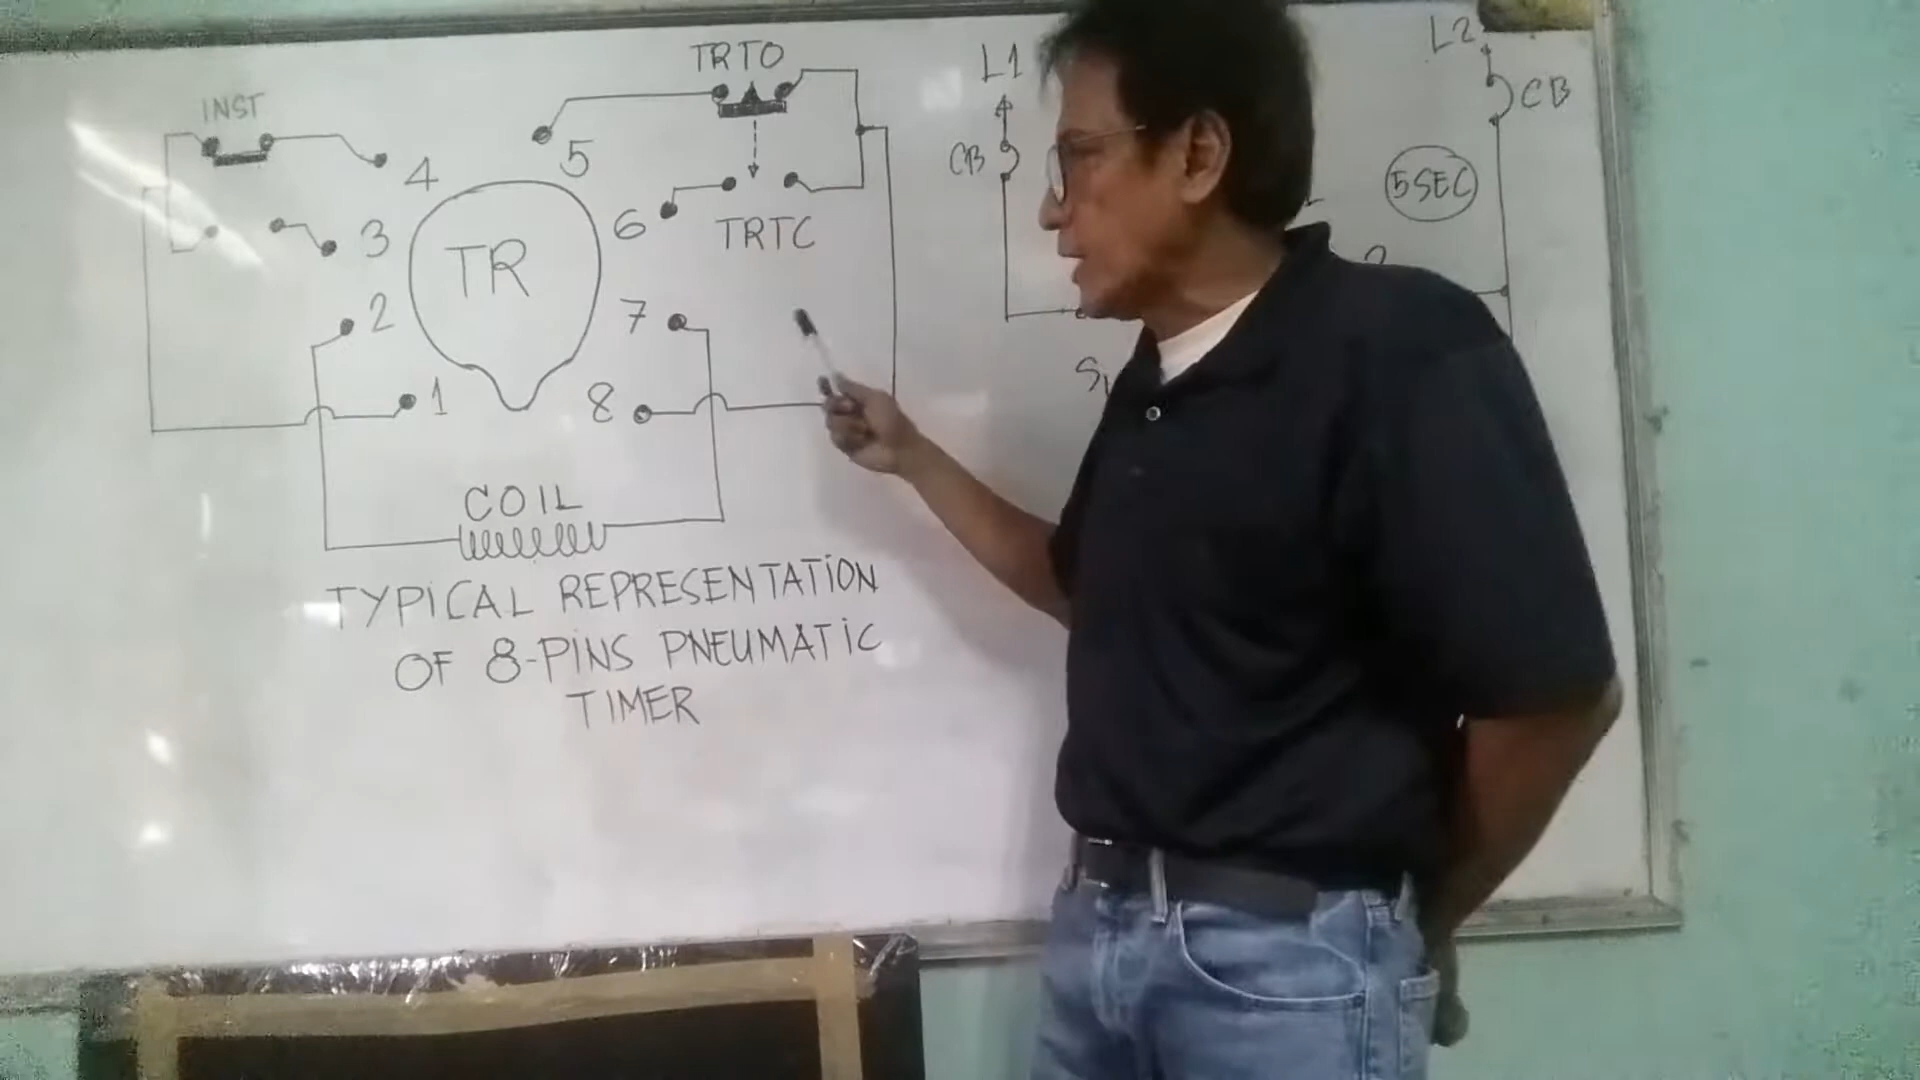 INST
TRTO
4
5
3
TR
6
TRTC
2
7
1
8
COIL
TYPiCAL REPRESENTATiON
OF 8-PiNS PNEUMATiC
TIMER
L1
CB
L2
CB
5SEC